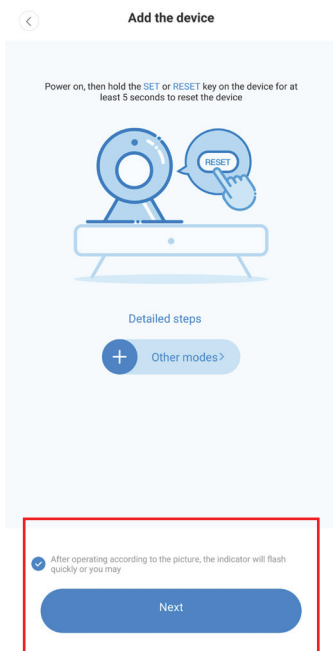 Add the device
Power on, then hold the SET or RESET key on the device for at
least 5 seconds to reset the device
RESET
Detailed steps
Other modes>
After operating according to the picture, the indicator will flash
quickly or you may
Next